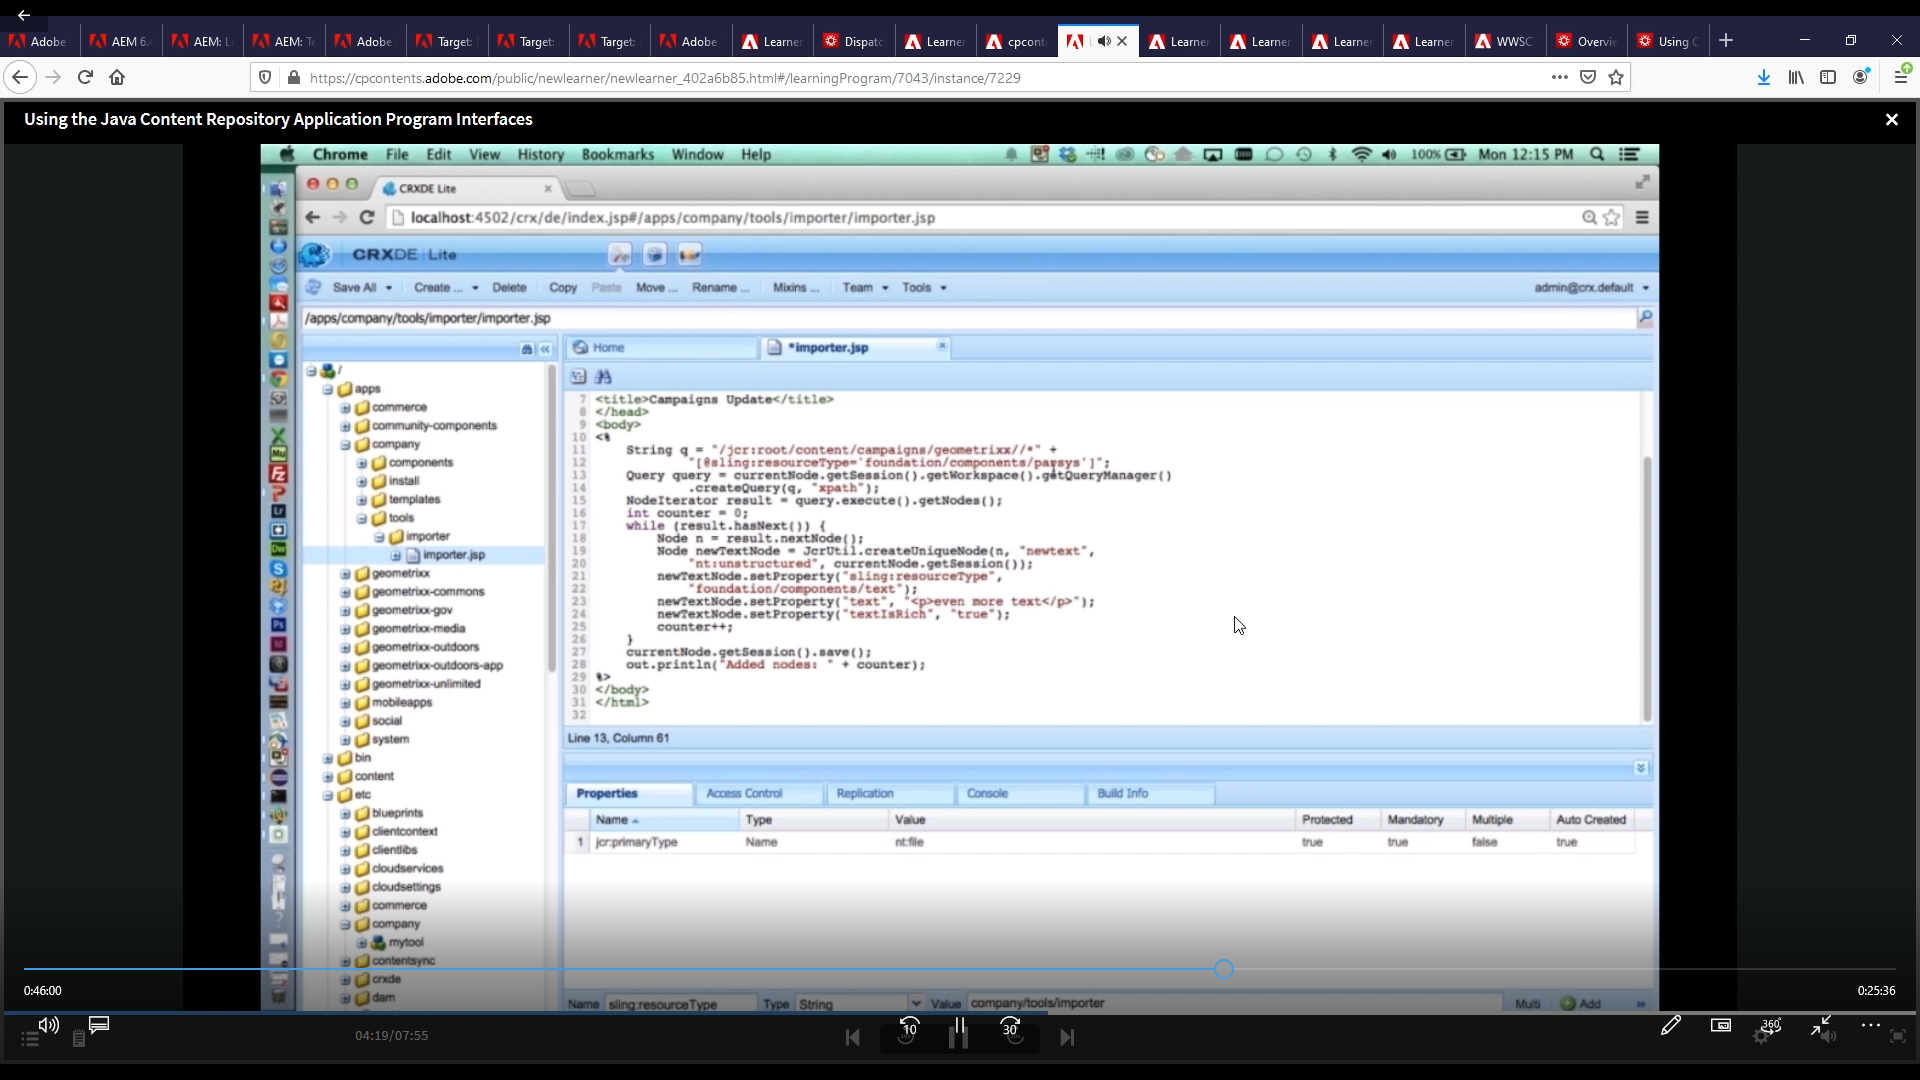 Adobe
AEM 6.
AEM: L
AEM: Te
Adobe
Target:
Target:
Target:
Adobe
Learner
Dispatc
Learner
cpcont
Learner
Learner
Learner
Learner
WWSC
Overvie
Using C
https://cpcontents.adobe.com/public/newlearner/newlearner_402a6b85.html#/learningProgram/7043/instance/7229
Using the Java Content Repository Application Program Interfaces
Chrome File Edit View History Bookmarks Window Help
100% Mon 12:15 PM
CRXDE Lite
localhost:4502/crx/de/index.jsp#/apps/company/tools/importer/importer.jsp
CRXDE | Lite
Save All Create ... Delete Copy Paste Move ... Rename ... Mixins ... Team Tools admin@crx.default
/apps/company/tools/importer/importer.jsp
/
apps
commerce
community-components
company
components
install
templates
tools
importer
importer.jsp
geometrixx
geometrixx-commons
geometrixx-gov
geometrixx-media
geometrixx-outdoors
geometrixx-outdoors-app
geometrixx-unlimited
mobileapps
social
system
bin
content
etc
blueprints
clientcontext
clientlibs
cloudservices
cloudsettings
commerce
company
mytool
contentsync
crxde
dam
Home *importer.jsp
7 <title>Campaigns Update</title>
8 </head>
9 <body>
10 <%
11 String q = "/jcr:root/content/campaigns/geometrixx//*" +
12 "[@sling:resourceType='foundation/components/parsys']";
13 Query query = currentNode.getSession().getWorkspace().getQueryManager()
14 .createQuery(q, "xpath");
15 NodeIterator result = query.execute().getNodes();
16 int counter = 0;
17 while (result.hasNext()) {
18 Node n = result.nextNode();
19 Node newTextNode = JcrUtil.createUniqueNode(n, "newtext",
20 "nt:unstructured", currentNode.getSession());
21 newTextNode.setProperty("sling:resourceType",
22 "foundation/components/text");
23 newTextNode.setProperty("text", "<p>even more text</p>");
24 newTextNode.setProperty("textIsRich", "true");
25 counter++;
26 }
27 currentNode.getSession().save();
28 out.println("Added nodes: " + counter);
29 %>
30 </body>
31 </html>
32
Line 13, Column 61
Properties Access Control Replication Console Build Info
Name Type Value Protected Mandatory Multiple Auto Created
1 jcr:primaryType Name nt:file true true false true
Name sling:resourceType Type String Value company/tools/importer Multi Add
0:46:00
0:25:36
04:19/07:55
10
30
360